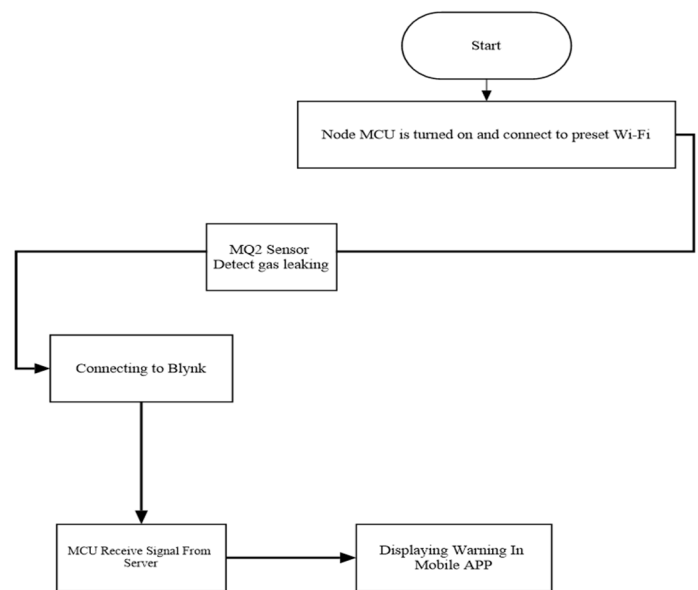 Start
Node MCU is turned on and connect to preset Wi-Fi
MQ2 Sensor
Detect gas leaking
Connecting to Blynk
MCU Receive Signal From
Server
Displaying Warning In
Mobile APP